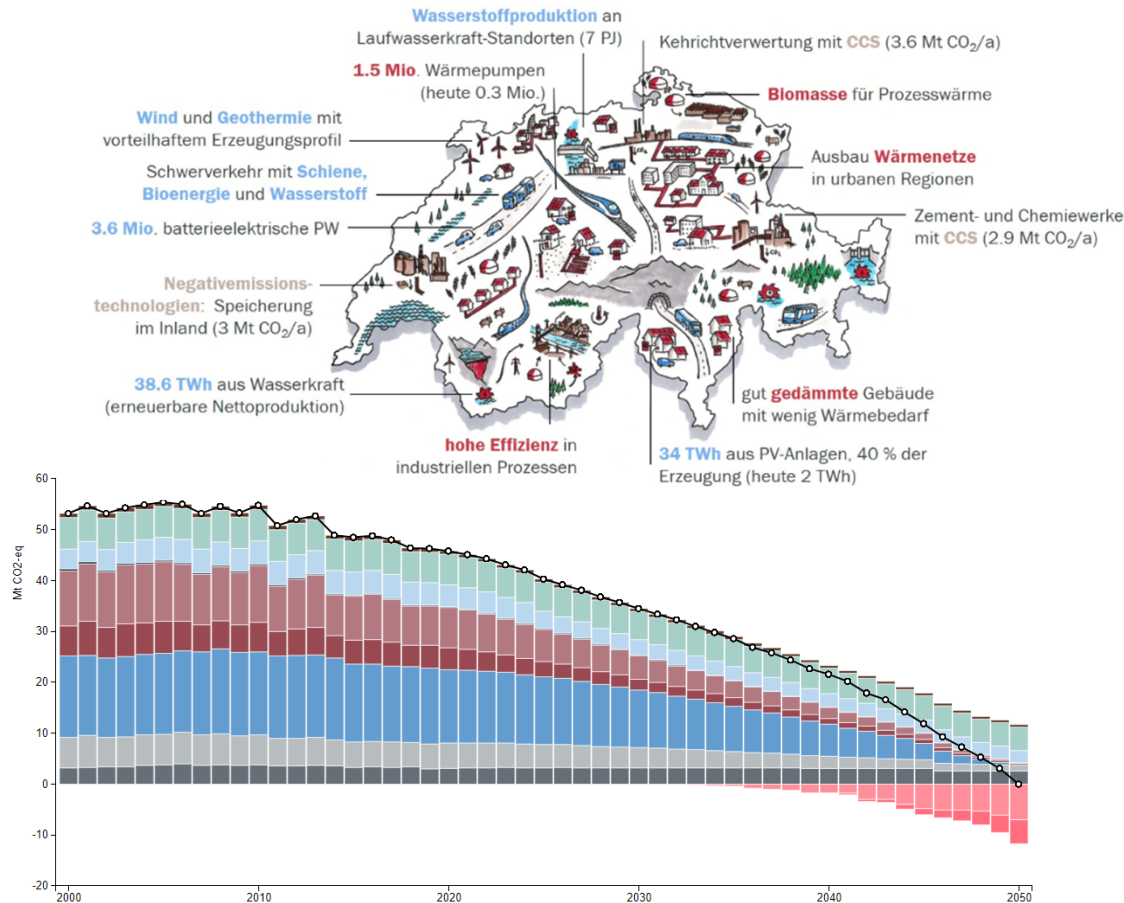 Wasserstoffproduktion an
Laufwasserkraft-Standorten (7 PJ)
Kehrichtverwertung mit CCS (3.6 Mt CO₂/a)
1.5 Mio. Wärmepumpen
(heute 0.3 Mio.)
Biomasse für Prozesswärme
Wind und Geothermie mit
vorteilhaftem Erzeugungsprofil
Ausbau Wärmenetze
in urbanen Regionen
Schwerverkehr mit Schiene,
Bioenergie und Wasserstoff
3.6 Mio. batterieelektrische PW
Zement- und Chemiewerke
mit CCS (2.9 Mt CO₂/a)
Negativemissions-
technologien: Speicherung
im Inland (3 Mt CO₂/a)
38.6 TWh aus Wasserkraft
(erneuerbare Nettoproduktion)
gut gedämmte Gebäude
mit wenig Wärmebedarf
hohe Effizienz in
industriellen Prozessen
34 TWh aus PV-Anlagen, 40 % der
Erzeugung (heute 2 TWh)
CO₂
CO₂
CO₂
Mt CO2-eq
60
50
40
30
20
10
0
-10
-20
2000
2010
2020
2030
2040
2050